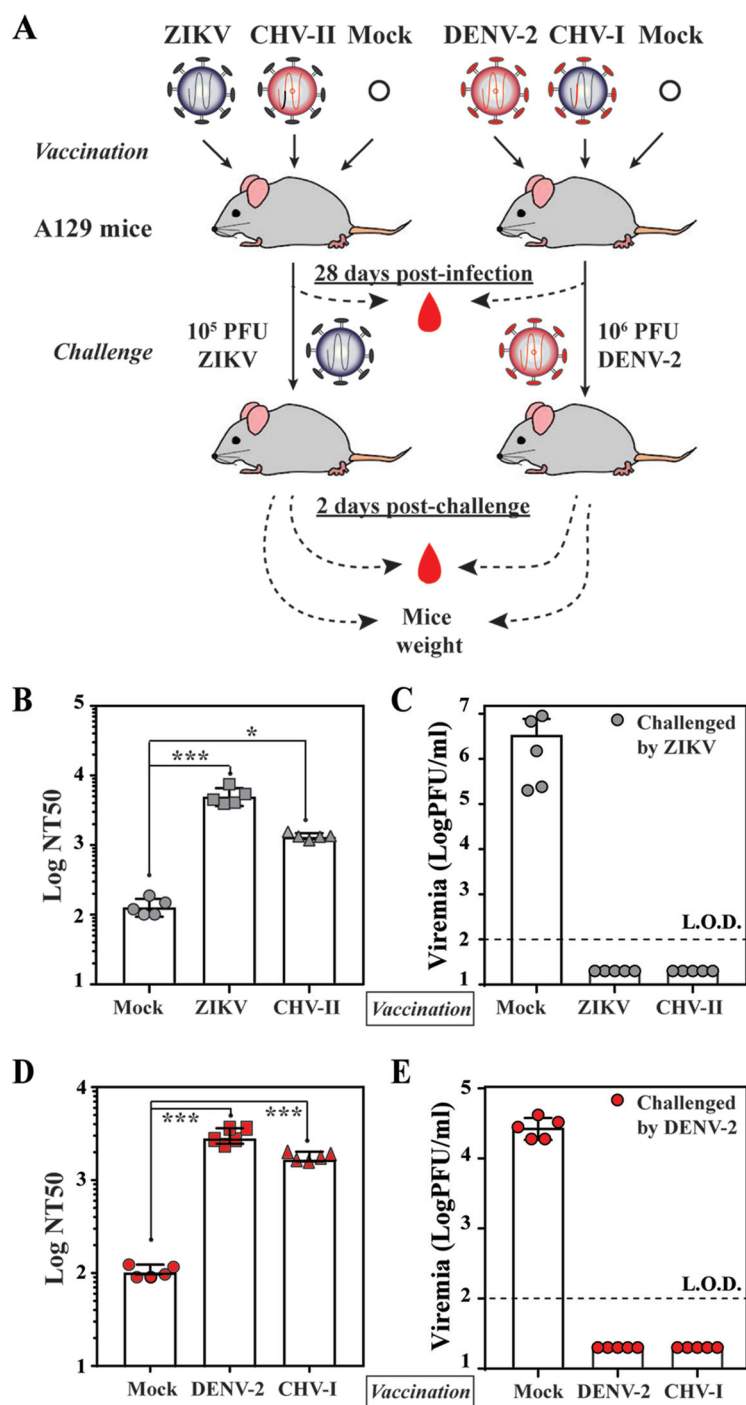 A
ZIKV CHV-II Mock DENV-2 CHV-I Mock
Vaccination
A129 mice
28 days post-infection
Challenge
10⁵ PFU
ZIKV
10⁶ PFU
DENV-2
2 days post-challenge
Mice
weight
B
Log NT50
5
4
3
2
1
***
*
Mock ZIKV CHV-II
C
Viremia (LogPFU/ml)
7
6
5
4
3
2
1
Challenged
by ZIKV
L.O.D.
Mock ZIKV CHV-II
Vaccination
D
Log NT50
4
3
2
1
***
***
Mock DENV-2 CHV-I
E
Viremia (LogPFU/ml)
5
4
3
2
1
Challenged
by DENV-2
L.O.D.
Mock DENV-2 CHV-I
Vaccination